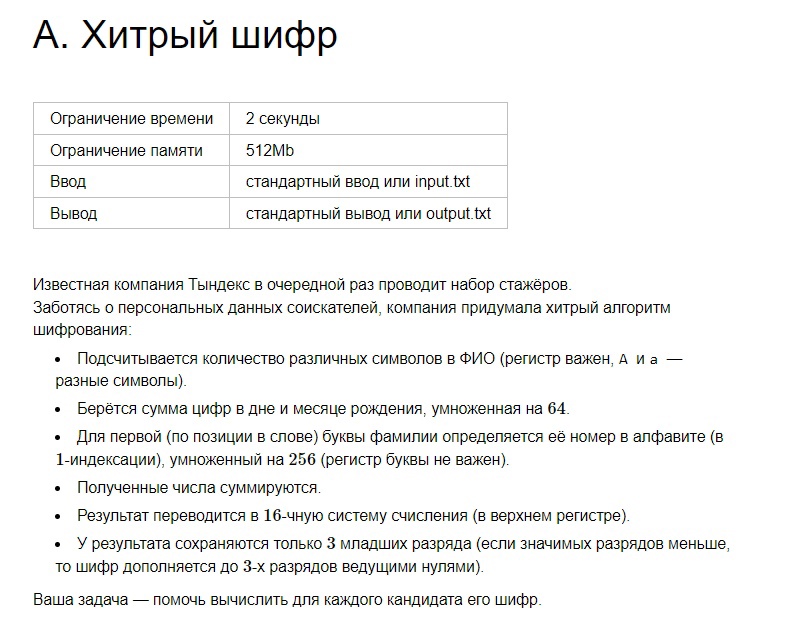 А. Хитрый шифр
Ограничение времени 2 секунды
Ограничение памяти 512Mb
Ввод стандартный ввод или input.txt
Вывод стандартный вывод или output.txt
Известная компания Тындекс в очередной раз проводит набор стажёров.
Заботясь о персональных данных соискателей, компания придумала хитрый алгоритм
шифрования:
• Подсчитывается количество различных символов в ФИО (регистр важен, A и a —
разные символы).
• Берётся сумма цифр в дне и месяце рождения, умноженная на 64.
• Для первой (по позиции в слове) буквы фамилии определяется её номер в алфавите (в
1-индексации), умноженный на 256 (регистр буквы не важен).
• Полученные числа суммируются.
• Результат переводится в 16-чную систему счисления (в верхнем регистре).
• У результата сохраняются только 3 младших разряда (если значимых разрядов меньше,
то шифр дополняется до 3-х разрядов ведущими нулями).
Ваша задача — помочь вычислить для каждого кандидата его шифр.